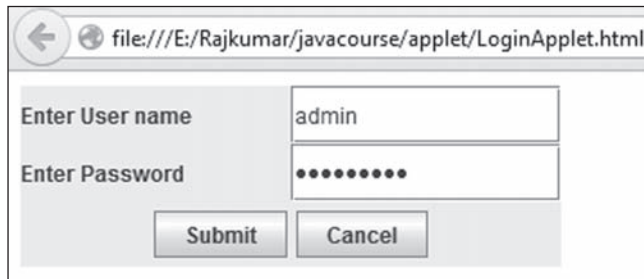 file:///E:/Rajkumar/javacourse/applet/LoginApplet.html
Enter User name
admin
Enter Password
•••••••••
Submit
Cancel